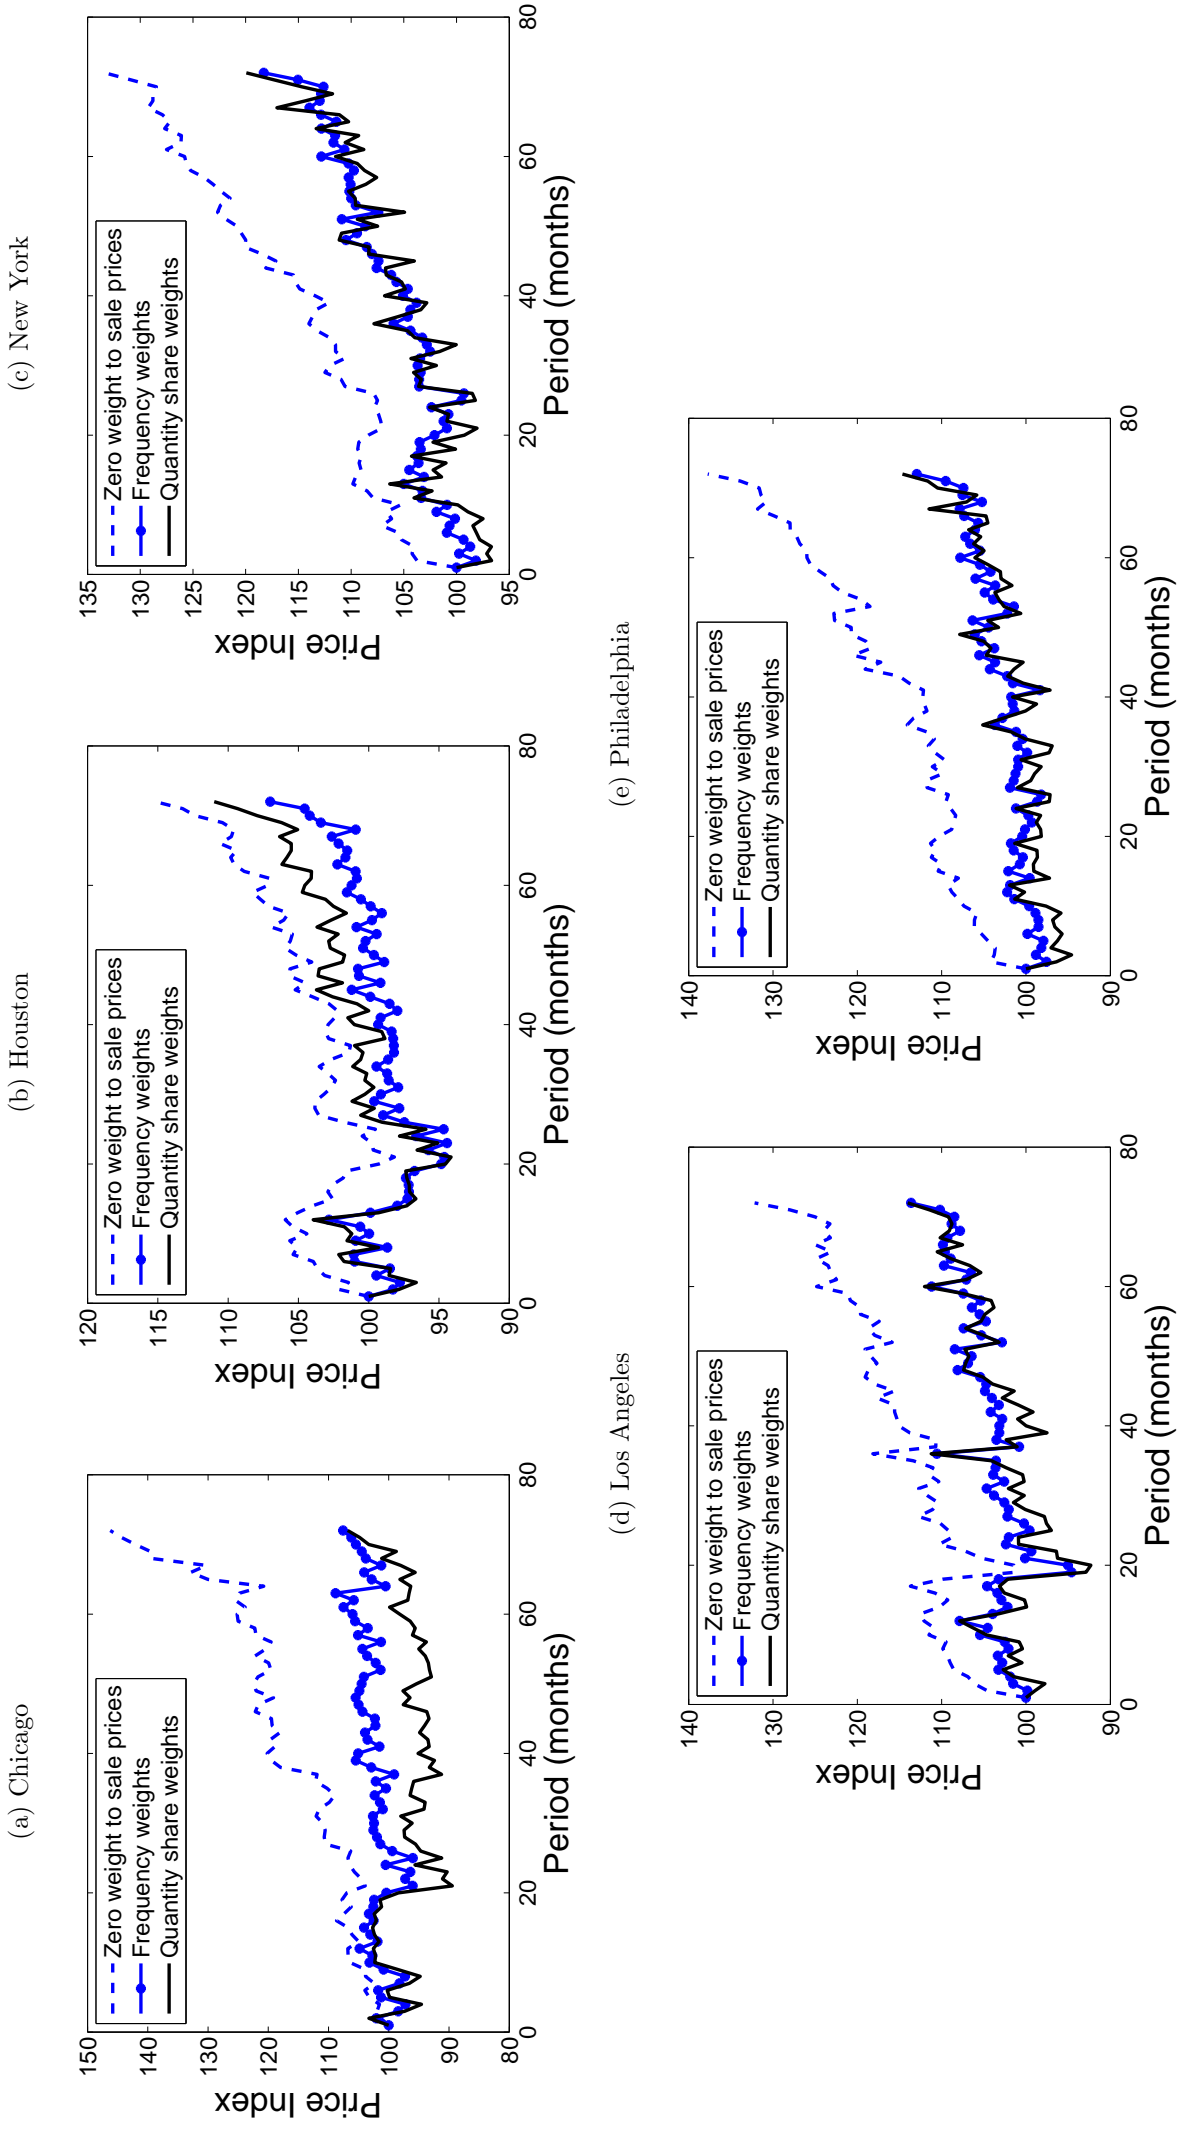 (a) Chicago
150
140
130
120
110
100
90
80
0
20
40
60
80
Price Index
Period (months)
Zero weight to sale prices
Frequency weights
Quantity share weights
(b) Houston
120
115
110
105
100
95
90
0
20
40
60
80
Price Index
Period (months)
Zero weight to sale prices
Frequency weights
Quantity share weights
(c) New York
135
130
125
120
115
110
105
100
95
0
20
40
60
80
Price Index
Period (months)
Zero weight to sale prices
Frequency weights
Quantity share weights
(d) Los Angeles
140
130
120
110
100
90
0
20
40
60
80
Price Index
Period (months)
Zero weight to sale prices
Frequency weights
Quantity share weights
(e) Philadelphia
140
130
120
110
100
90
0
20
40
60
80
Price Index
Period (months)
Zero weight to sale prices
Frequency weights
Quantity share weights